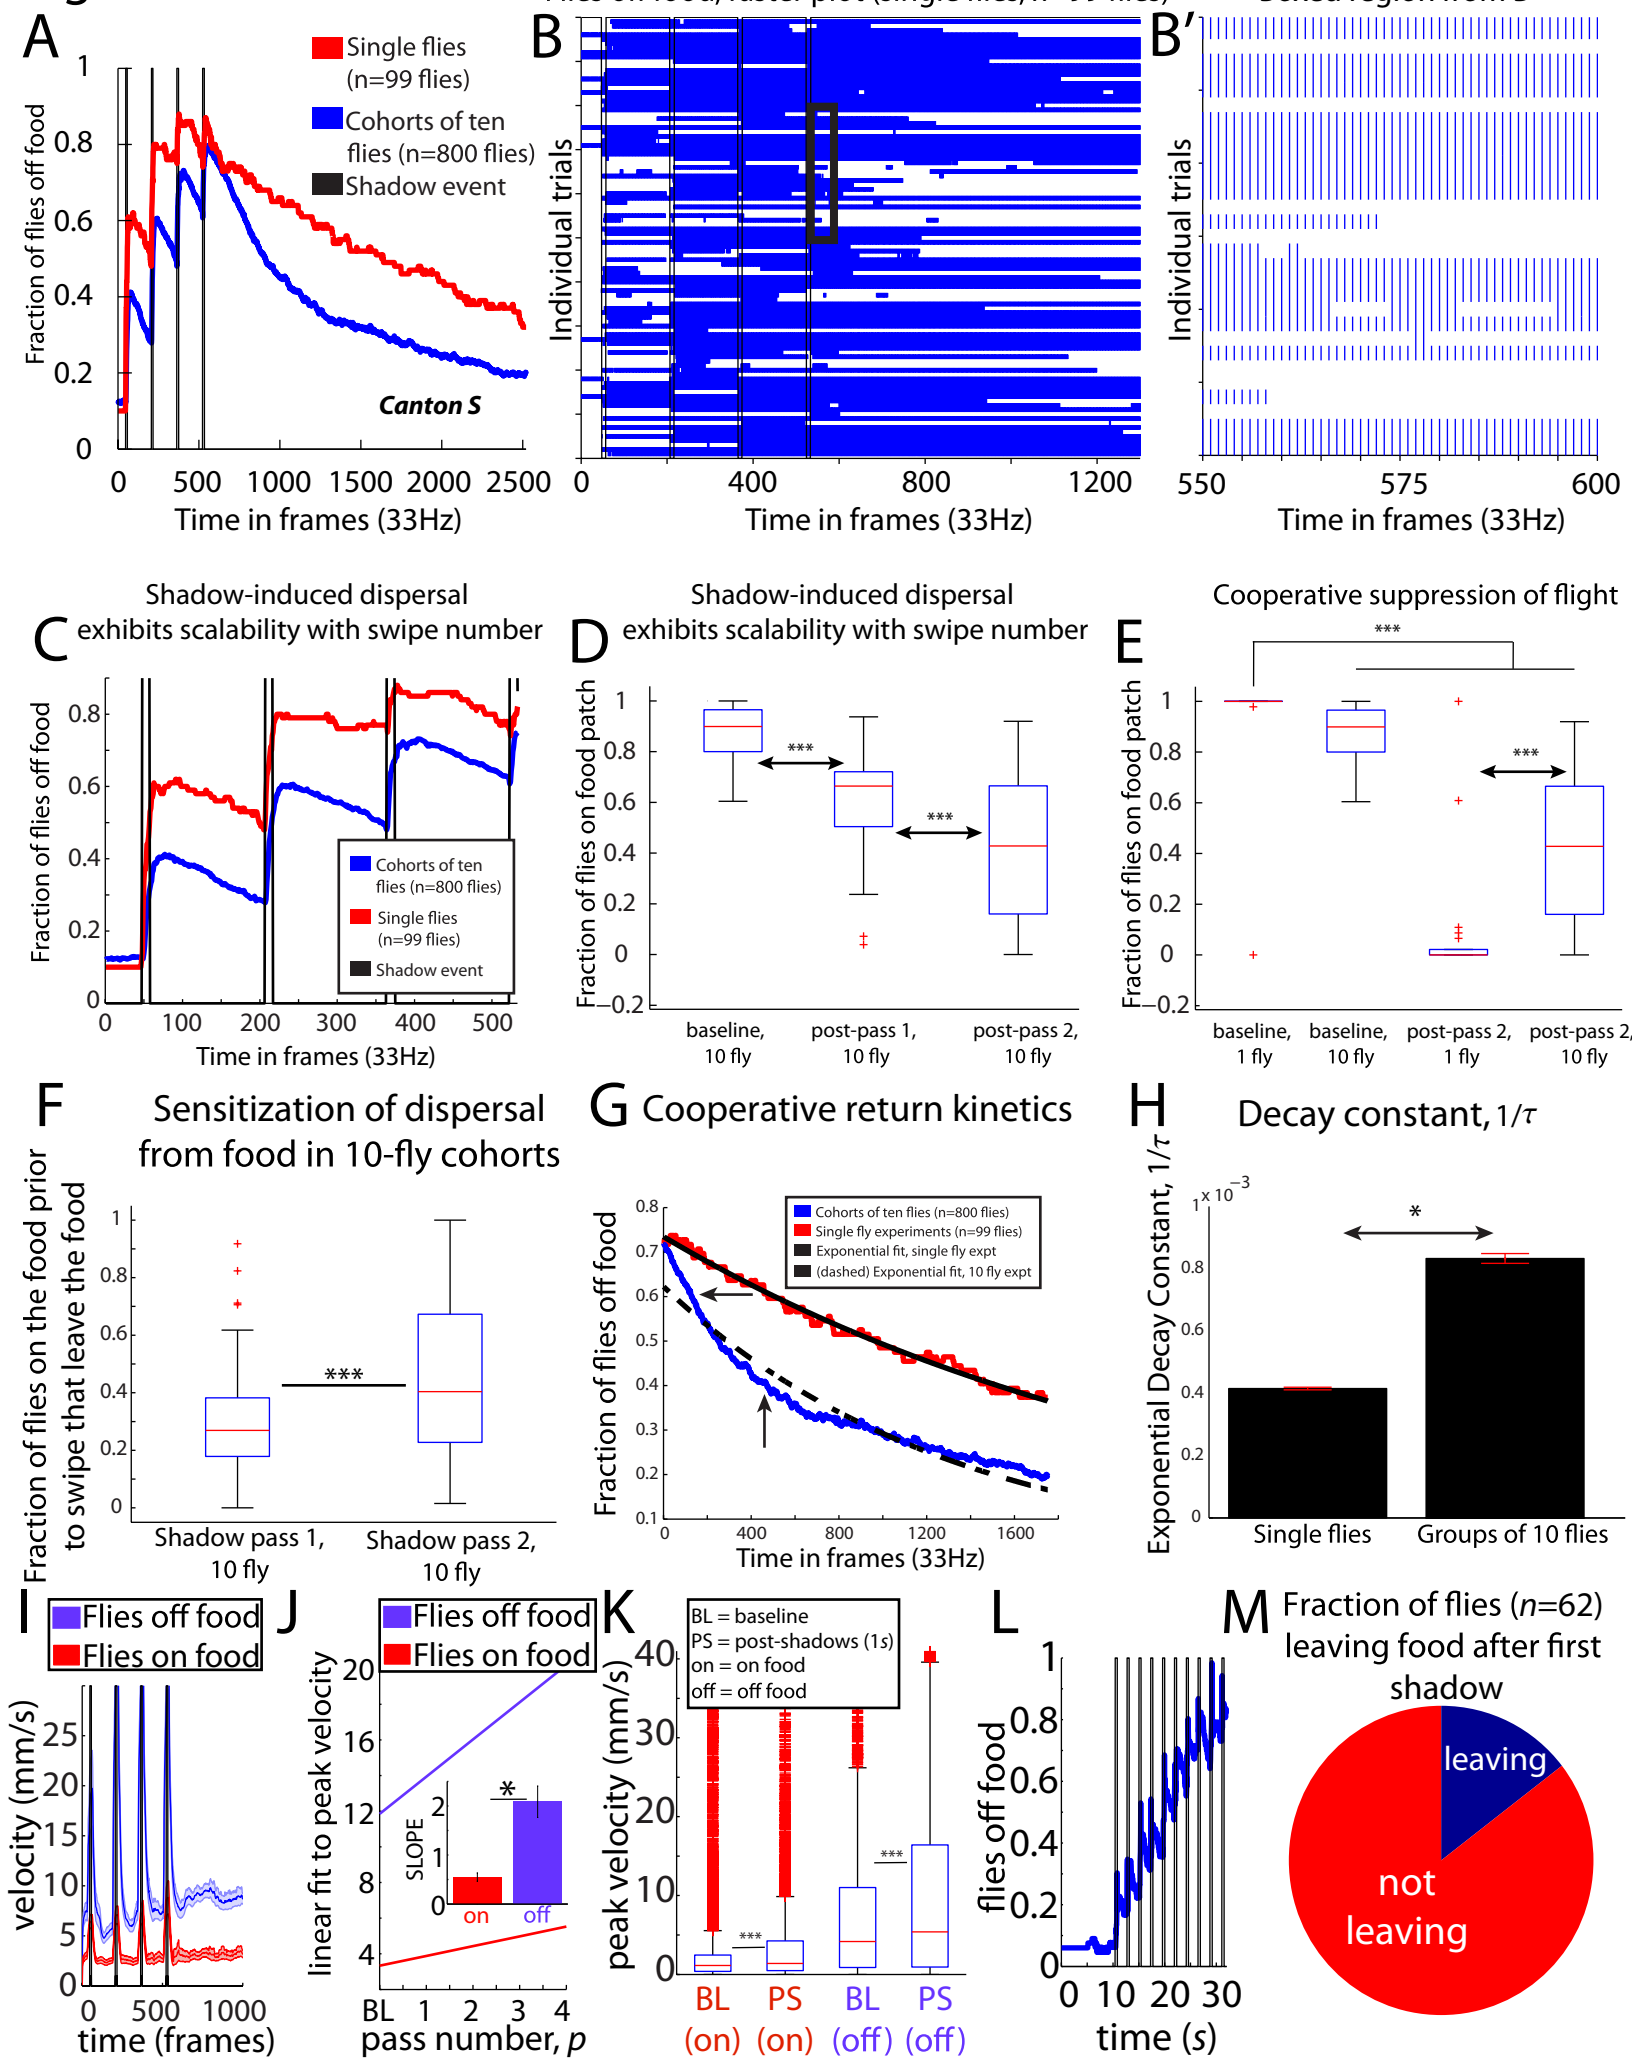 A
Single flies
(n=99 flies)
Cohorts of ten
flies (n=800 flies)
Shadow event
Fraction of flies off food
1
0.8
0.6
0.4
0.2
0
Canton S
0 500 1000 1500 2000 2500
Time in frames (33Hz)
B
Individual trials
0 400 800 1200
Time in frames (33Hz)
B'
Individual trials
550 575 600
Time in frames (33Hz)
Shadow-induced dispersal
exhibits scalability with swipe number
C
Fraction of flies off food
0.8
0.6
0.4
0.2
0
Cohorts of ten
flies (n=800 flies)
Single flies
(n=99 flies)
Shadow event
0 100 200 300 400 500
Time in frames (33Hz)
Shadow-induced dispersal
exhibits scalability with swipe number
D
Fraction of flies on food patch
1
0.8
0.6
0.4
0.2
0
−0.2
***
***
baseline,
10 fly
post-pass 1,
10 fly
post-pass 2,
10 fly
Cooperative suppression of flight
E
Fraction of flies on food patch
1
0.8
0.6
0.4
0.2
0
−0.2
***
***
baseline,
1 fly
baseline,
10 fly
post-pass 2,
1 fly
post-pass 2,
10 fly
F
Sensitization of dispersal
from food in 10-fly cohorts
Fraction of flies on the food prior
to swipe that leave the food
1
0.8
0.6
0.4
0.2
0
***
Shadow pass 1,
10 fly
Shadow pass 2,
10 fly
G
Cooperative return kinetics
Fraction of flies off food
0.8
0.7
0.6
0.5
0.4
0.3
0.2
0.1
Cohorts of ten flies (n=800 flies)
Single fly experiments (n=99 flies)
Exponential fit, single fly expt
(dashed) Exponential fit, 10 fly expt
0 400 800 1200 1600
Time in frames (33Hz)
H
Decay constant, 1/τ
Exponential Decay Constant, 1/τ
1 x 10−3
0.8
0.6
0.4
0.2
0
*
Single flies
Groups of 10 flies
I
Flies off food
Flies on food
velocity (mm/s)
25
20
15
10
5
0
0 500 1000
time (frames)
J
Flies off food
Flies on food
linear fit to peak velocity
20
16
12
8
4
SLOPE
2
1
0
*
on off
BL 1 2 3 4
pass number, p
K
BL = baseline
PS = post-shadows (1s)
on = on food
off = off food
peak velocity (mm/s)
40
30
20
10
0
***
***
BL
(on)
PS
(on)
BL
(off)
PS
(off)
L
flies off food
1
0.8
0.6
0.4
0.2
0
0 10 20 30
time (s)
M
Fraction of flies (n=62)
leaving food after first
shadow
leaving
not
leaving